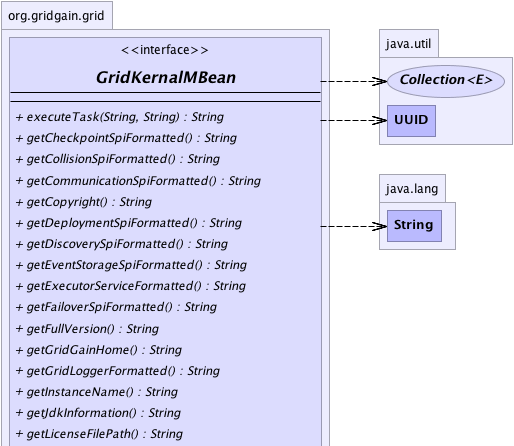 org.gridgain.grid
<<interface>>
GridKernalMBean
+ executeTask(String, String) : String
+ getCheckpointSpiFormatted() : String
+ getCollisionSpiFormatted() : String
+ getCommunicationSpiFormatted() : String
+ getCopyright() : String
+ getDeploymentSpiFormatted() : String
+ getDiscoverySpiFormatted() : String
+ getEventStorageSpiFormatted() : String
+ getExecutorServiceFormatted() : String
+ getFailoverSpiFormatted() : String
+ getFullVersion() : String
+ getGridGainHome() : String
+ getGridLoggerFormatted() : String
+ getInstanceName() : String
+ getJdkInformation() : String
+ getLicenseFilePath() : String
java.util
Collection<E>
UUID
java.lang
String